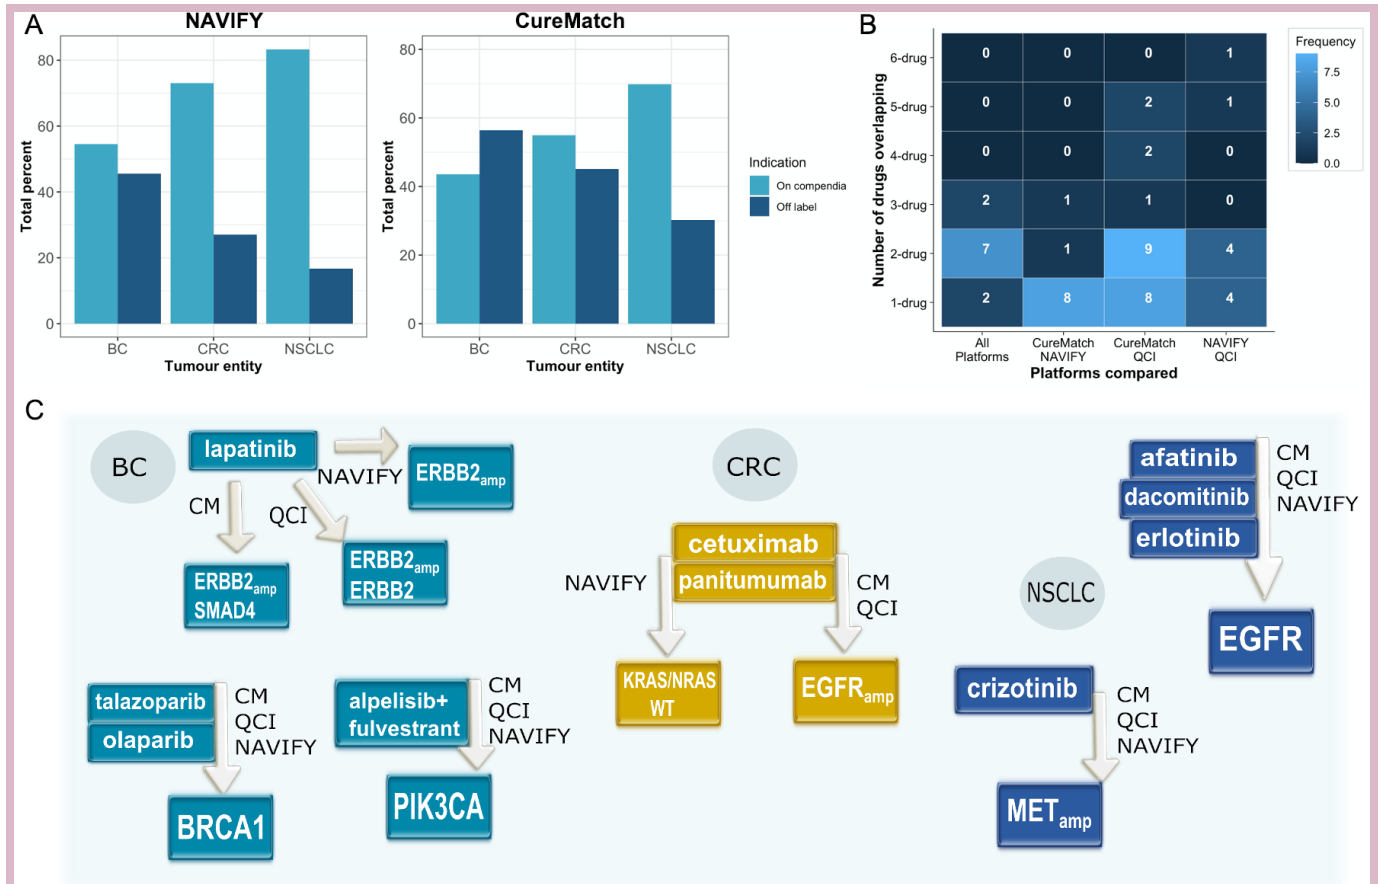 A
NAVIFY
Total percent
80
60
40
20
0
BC
CRC
NSCLC
Tumour entity
CureMatch
Total percent
80
60
40
20
0
BC
CRC
NSCLC
Tumour entity
Indication
On compendia
Off label
B
Number of drugs overlapping
6-drug
0
0
0
1
5-drug
0
0
2
1
4-drug
0
0
2
0
3-drug
2
1
1
0
2-drug
7
1
9
4
1-drug
2
8
8
4
All
Platforms
CureMatch
NAVIFY
CureMatch
QCI
NAVIFY
QCI
Platforms compared
Frequency
7.5
5.0
2.5
0.0
C
BC
lapatinib
NAVIFY
ERBB2amp
CM
QCI
ERBB2amp
SMAD4
ERBB2amp
ERBB2
talazoparib
olaparib
CM
QCI
NAVIFY
BRCA1
alpelisib+
fulvestrant
CM
QCI
NAVIFY
PIK3CA
CRC
cetuximab
panitumumab
NAVIFY
CM
QCI
KRAS/NRAS
WT
EGFRamp
NSCLC
afatinib
dacomitinib
erlotinib
CM
QCI
NAVIFY
EGFR
crizotinib
CM
QCI
NAVIFY
METamp